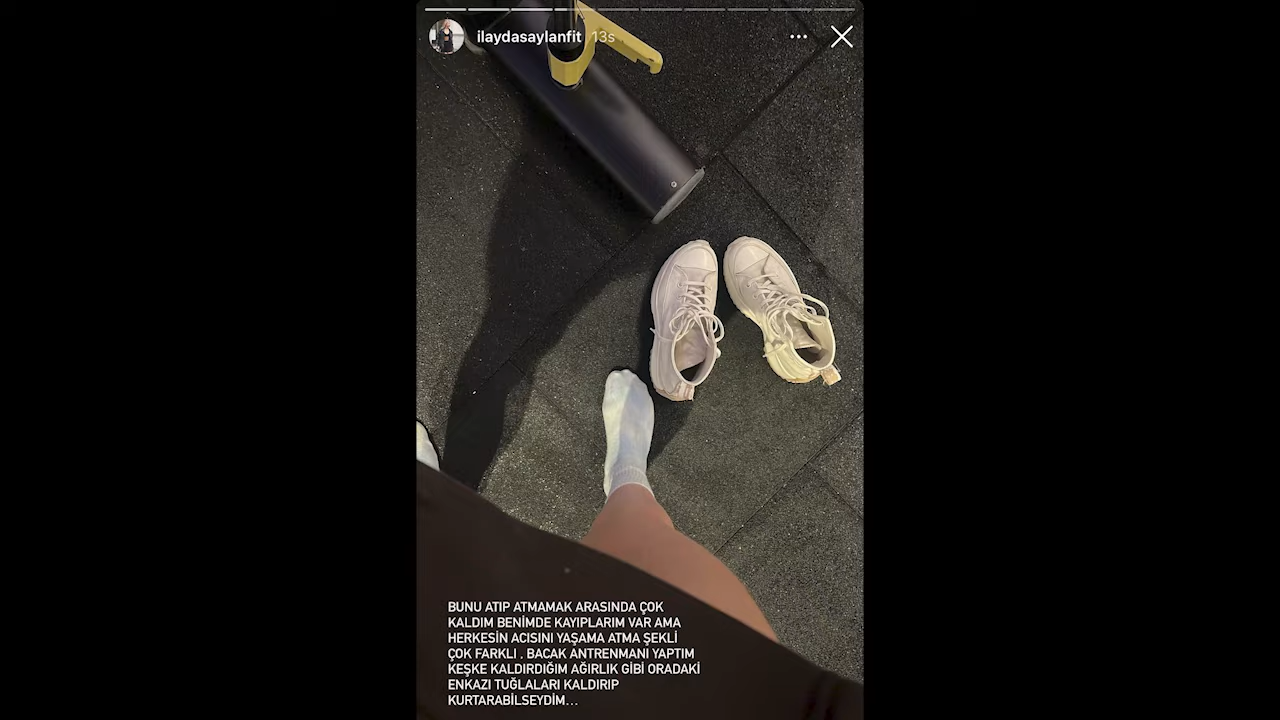 ilaydasaylanfit 13s
BUNU ATIP ATMAMAK ARASINDA ÇOK
KALDIM BENİMDE KAYIPLARIM VAR AMA
HERKESİN ACISINI YAŞAMA ATMA ŞEKLİ
ÇOK FARKLI . BACAK ANTRENMANI YAPTIM
KEŞKE KALDIRDIĞIM AĞIRLIK GİBİ ORADAKİ
ENKAZI TUĞLALARI KALDIRIP
KURTARABİLSEYDİM...